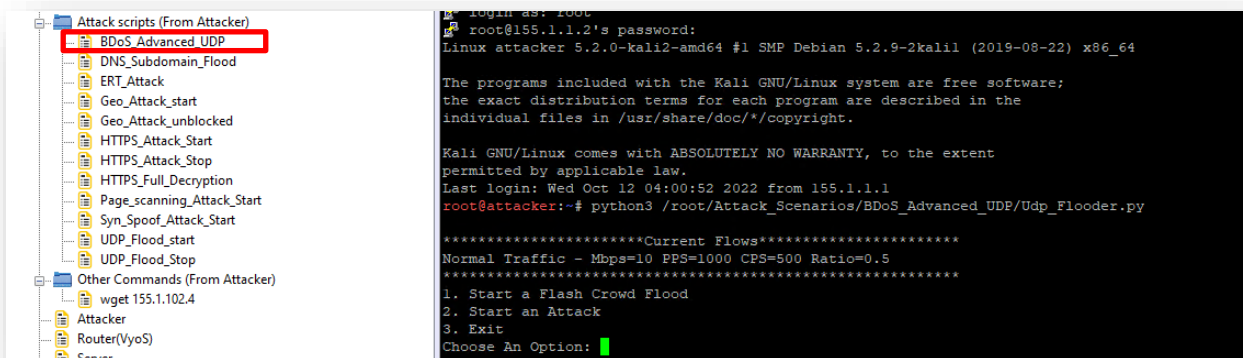 Attack scripts (From Attacker)
BDoS_Advanced_UDP
DNS_Subdomain_Flood
ERT_Attack
Geo_Attack_start
Geo_Attack_unblocked
HTTPS_Attack_Start
HTTPS_Attack_Stop
HTTPS_Full_Decryption
Page_scanning_Attack_Start
Syn_Spoof_Attack_Start
UDP_Flood_start
UDP_Flood_Stop
Other Commands (From Attacker)
wget 155.1.102.4
Attacker
Router(VyoS)
Server
login as: root
root@155.1.1.2's password:
Linux attacker 5.2.0-kali2-amd64 #1 SMP Debian 5.2.9-2kali1 (2019-08-22) x86_64
The programs included with the Kali GNU/Linux system are free software;
the exact distribution terms for each program are described in the
individual files in /usr/share/doc/*/copyright.
Kali GNU/Linux comes with ABSOLUTELY NO WARRANTY, to the extent
permitted by applicable law.
Last login: Wed Oct 12 04:00:52 2022 from 155.1.1.1
root@attacker:~# python3 /root/Attack_Scenarios/BDoS_Advanced_UDP/Udp_Flooder.py
***********************Current Flows***********************
Normal Traffic - Mbps=10 PPS=1000 CPS=500 Ratio=0.5
***********************************************************
1. Start a Flash Crowd Flood
2. Start an Attack
3. Exit
Choose An Option: